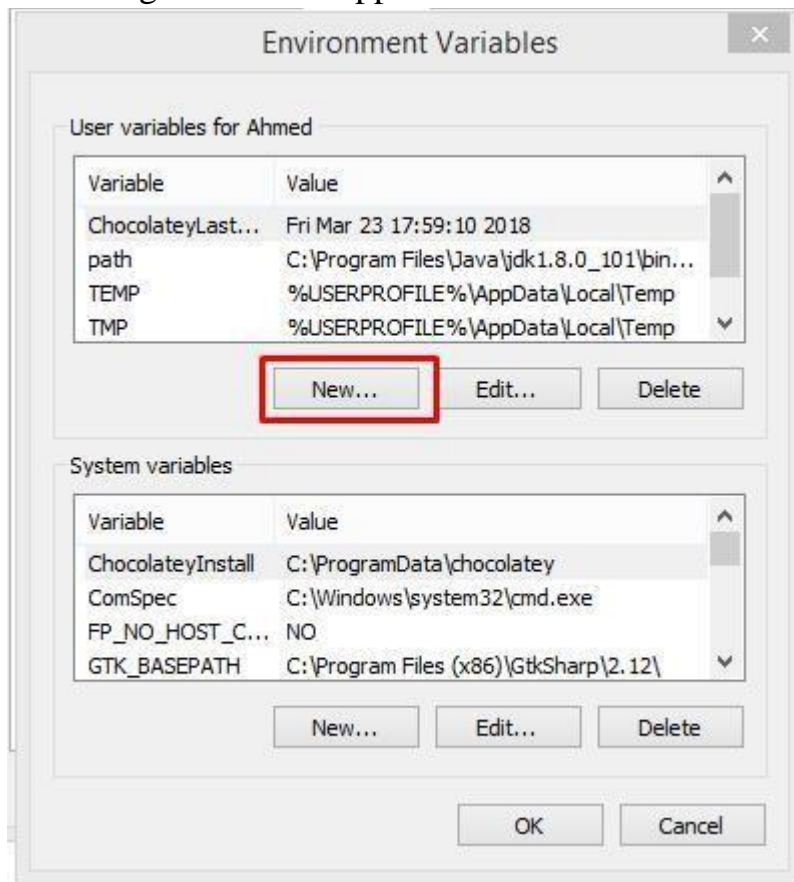 Environment Variables
User variables for Ahmed
Variable Value
ChocolateyLast... Fri Mar 23 17:59:10 2018
path C:\Program Files\Java\jdk1.8.0_101\bin...
TEMP %USERPROFILE%\AppData\Local\Temp
TMP %USERPROFILE%\AppData\Local\Temp
New... Edit... Delete
System variables
Variable Value
ChocolateyInstall C:\ProgramData\chocolatey
ComSpec C:\Windows\system32\cmd.exe
FP_NO_HOST_C... NO
GTK_BASEPATH C:\Program Files (x86)\GtkSharp\2.12\
New... Edit... Delete
OK Cancel